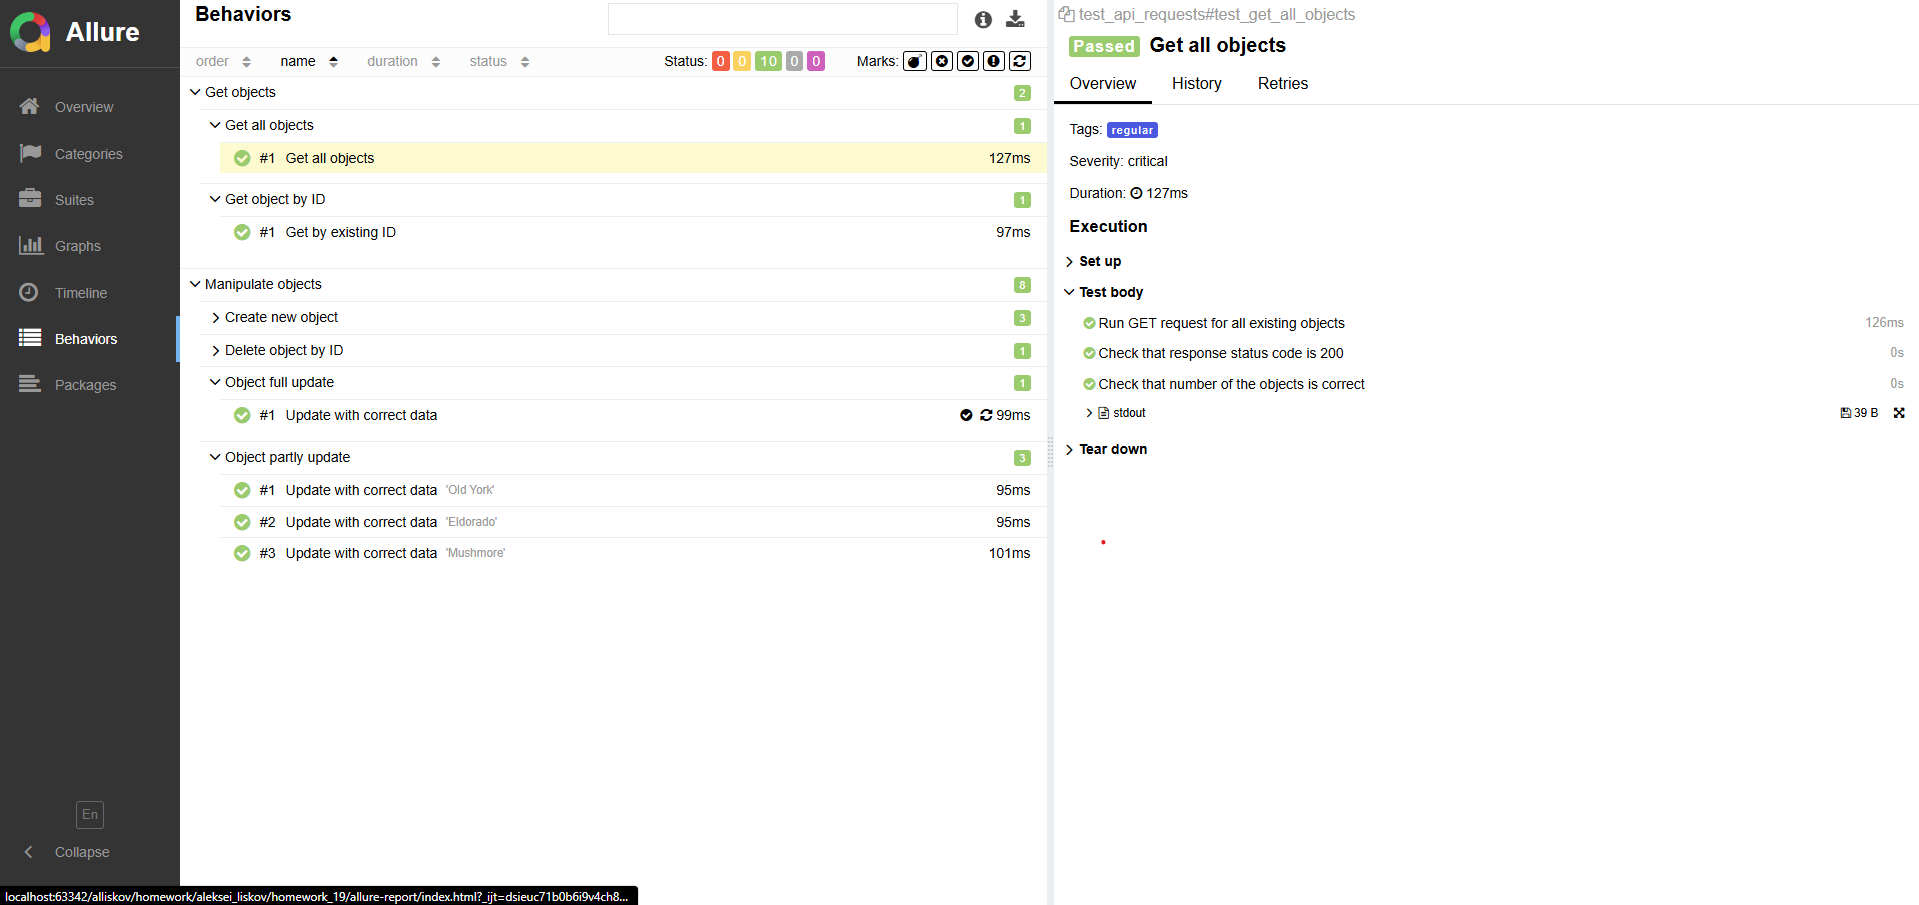 Allure
Overview
Categories
Suites
Graphs
Timeline
Behaviors
Packages
En
Collapse
Behaviors
order name duration status Status: 0 0 10 0 0 Marks:
Get objects 2
Get all objects 1
#1 Get all objects 127ms
Get object by ID 1
#1 Get by existing ID 97ms
Manipulate objects 8
Create new object 3
Delete object by ID 1
Object full update 1
#1 Update with correct data 99ms
Object partly update 3
#1 Update with correct data 'Old York' 95ms
#2 Update with correct data 'Eldorado' 95ms
#3 Update with correct data 'Mushmore' 101ms
test_api_requests#test_get_all_objects
Passed Get all objects
Overview History Retries
Tags: regular
Severity: critical
Duration: 127ms
Execution
Set up
Test body
Run GET request for all existing objects 126ms
Check that response status code is 200 0s
Check that number of the objects is correct 0s
stdout 39 B
Tear down
localhost:63342/alliskov/homework/aleksei_liskov/homework_19/allure-report/index.html?_ijt=dsieuc71b0b6i9v4ch8...